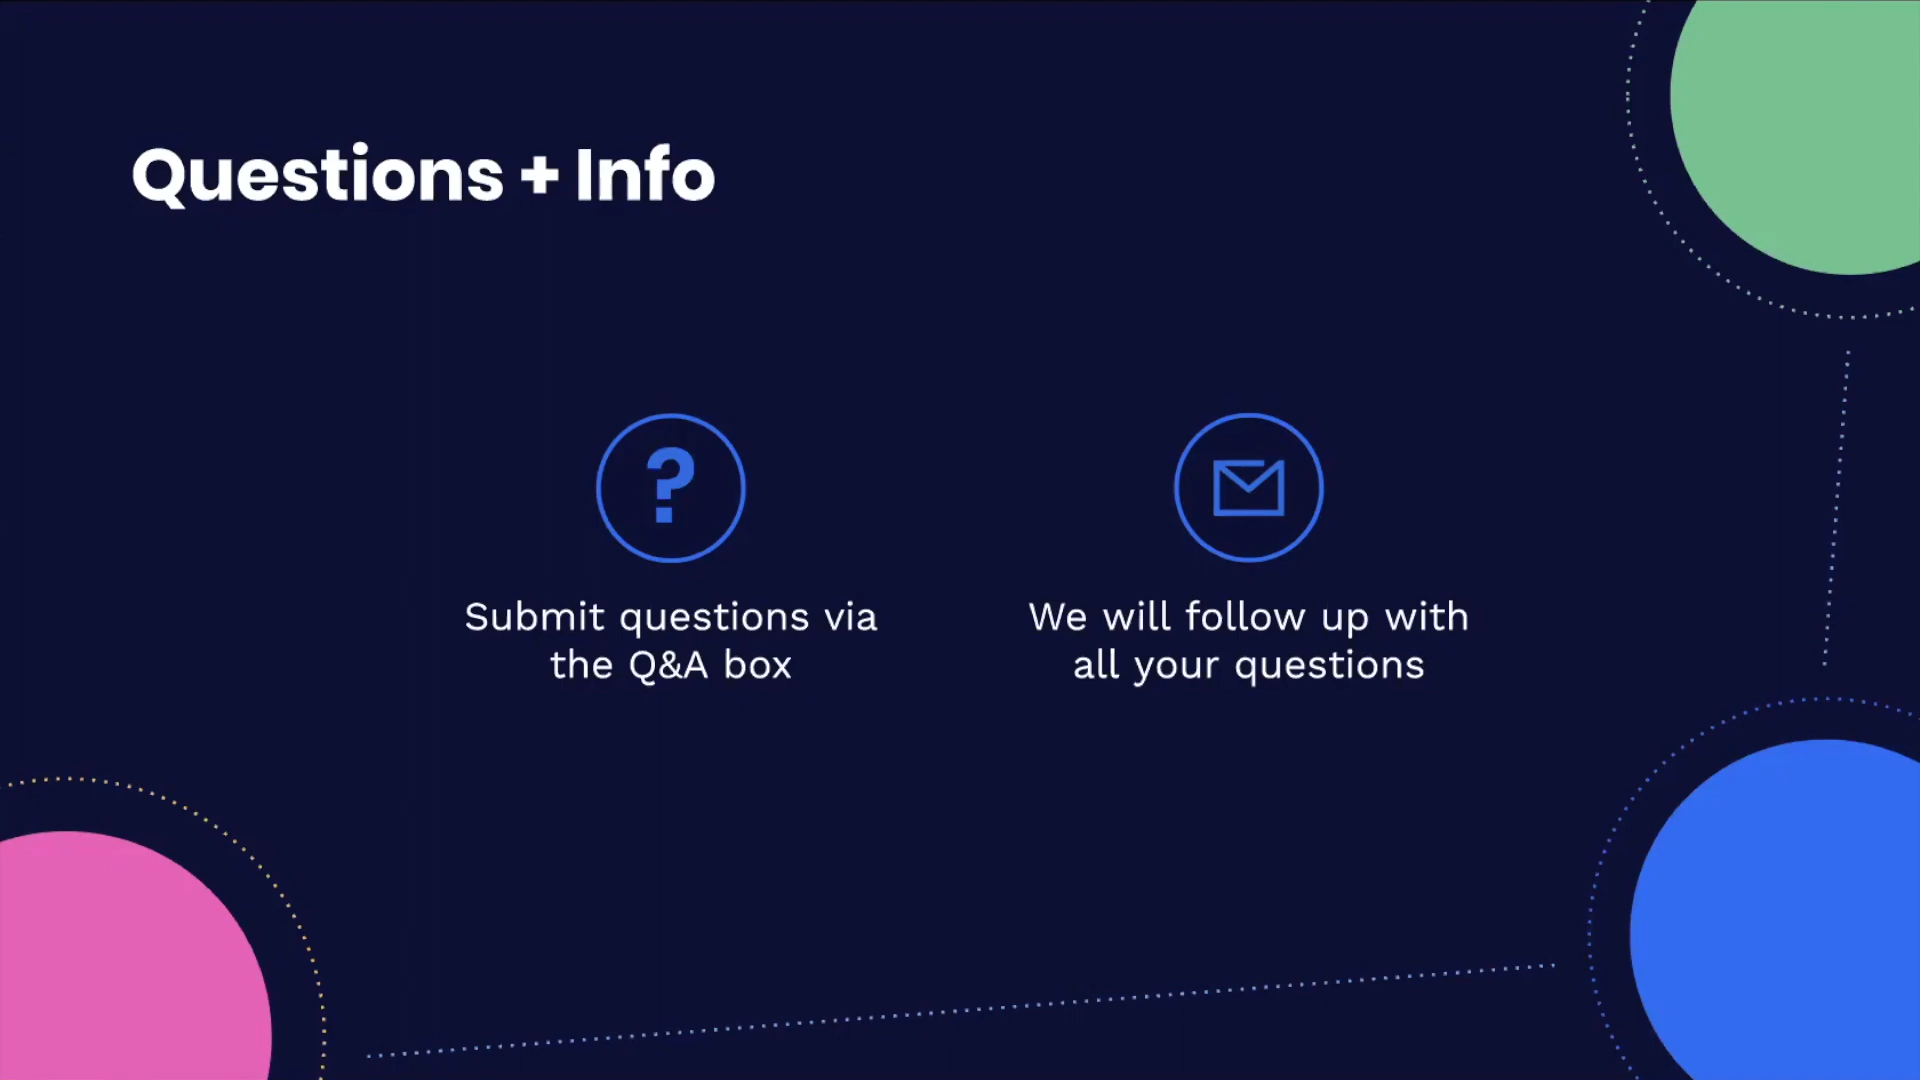 Questions + Info
Submit questions via
the Q&A box
We will follow up with
all your questions